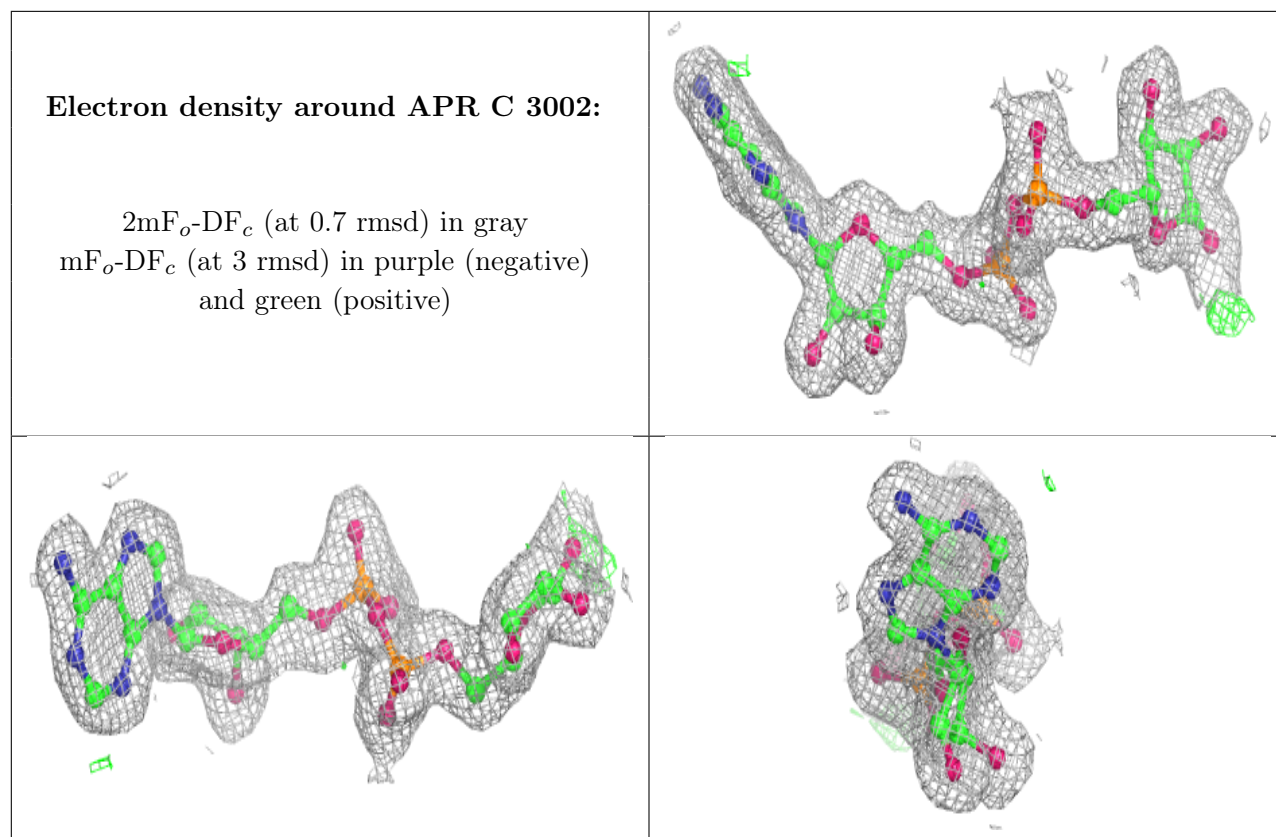 Electron density around APR C 3002:
2mFo-DFc (at 0.7 rmsd) in gray
mFo-DFc (at 3 rmsd) in purple (negative)
and green (positive)